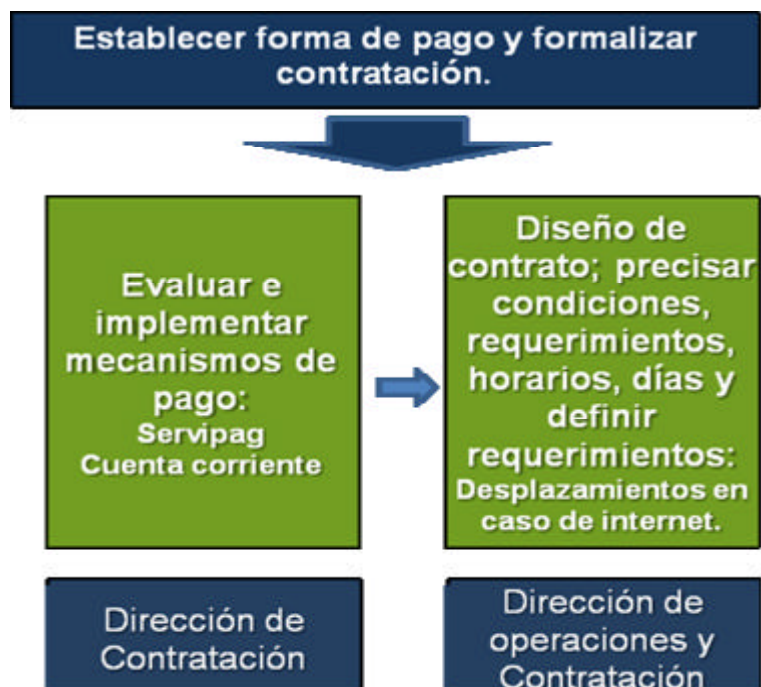 Establecer forma de pago y formalizar
contratación.
Evaluar e
implementar
mecanismos de
pago:
Servipag
Cuenta corriente
Diseño de
contrato; precisar
condiciones,
requerimientos,
horarios, días y
definir
requerimientos:
Desplazamientos en
caso de internet.
Dirección de
Contratación
Dirección de
operaciones y
Contratación